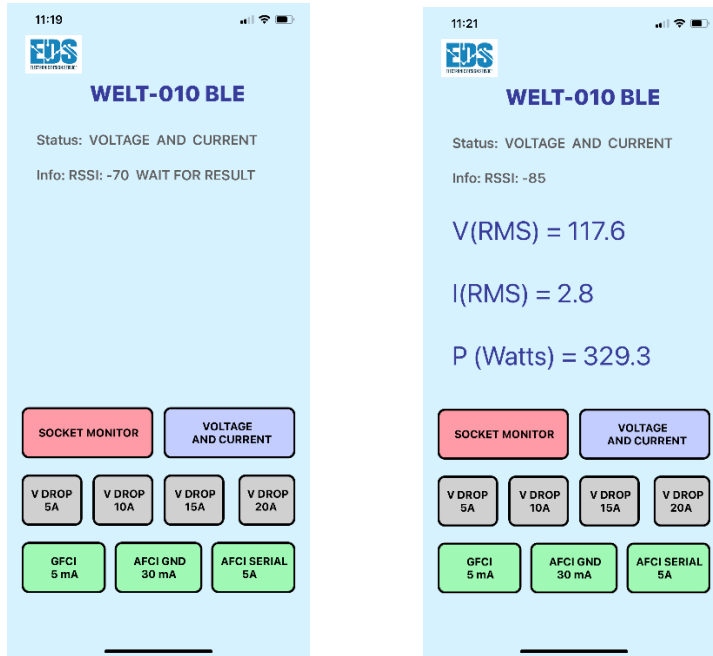 11:19
EDS
WELT-010 BLE
Status: VOLTAGE AND CURRENT
Info: RSSI: -70 WAIT FOR RESULT
SOCKET MONITOR
VOLTAGE
AND CURRENT
V DROP
5A
V DROP
10A
V DROP
15A
V DROP
20A
GFCI
5 mA
AFCI GND
30 mA
AFCI SERIAL
5A
11:21
EDS
WELT-010 BLE
Status: VOLTAGE AND CURRENT
Info: RSSI: -85
V(RMS) = 117.6
I(RMS) = 2.8
P (Watts) = 329.3
SOCKET MONITOR
VOLTAGE
AND CURRENT
V DROP
5A
V DROP
10A
V DROP
15A
V DROP
20A
GFCI
5 mA
AFCI GND
30 mA
AFCI SERIAL
5A